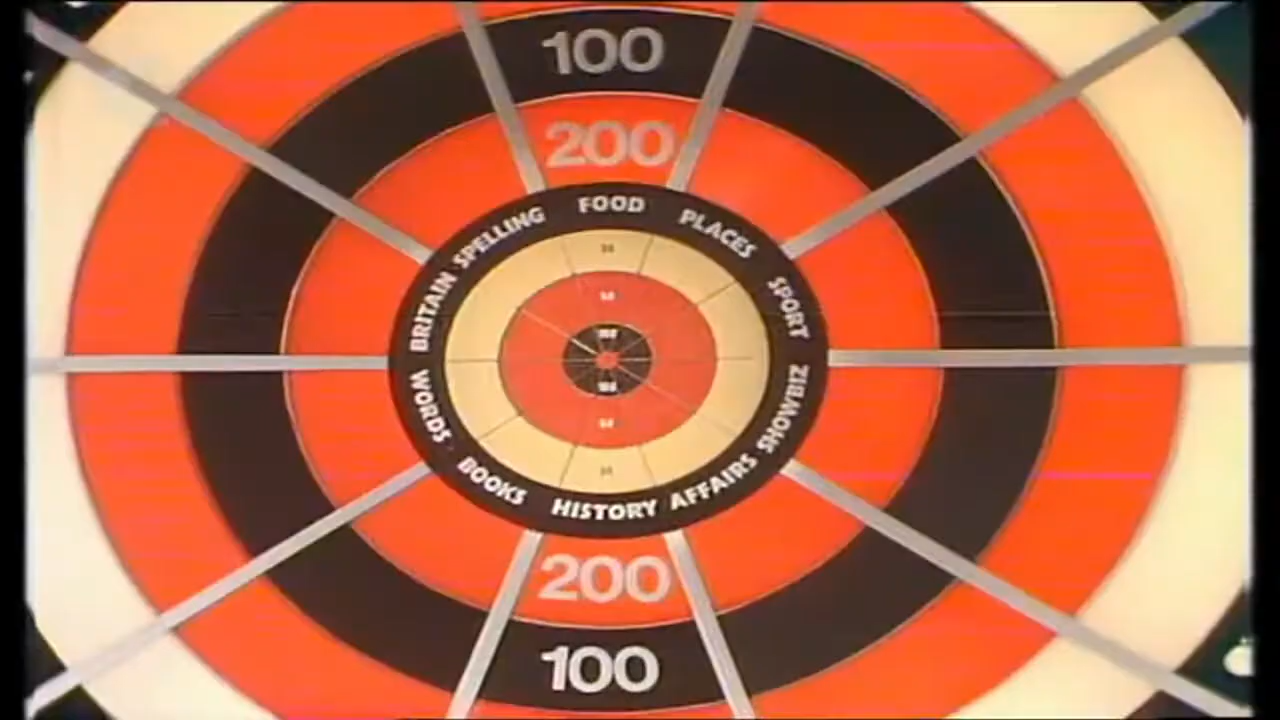 100
200
FOOD
PLACES
SPORT
SHOWBIZ
AFFAIRS
HISTORY
BOOKS
WORDS
BRITAIN
SPELLING
200
100